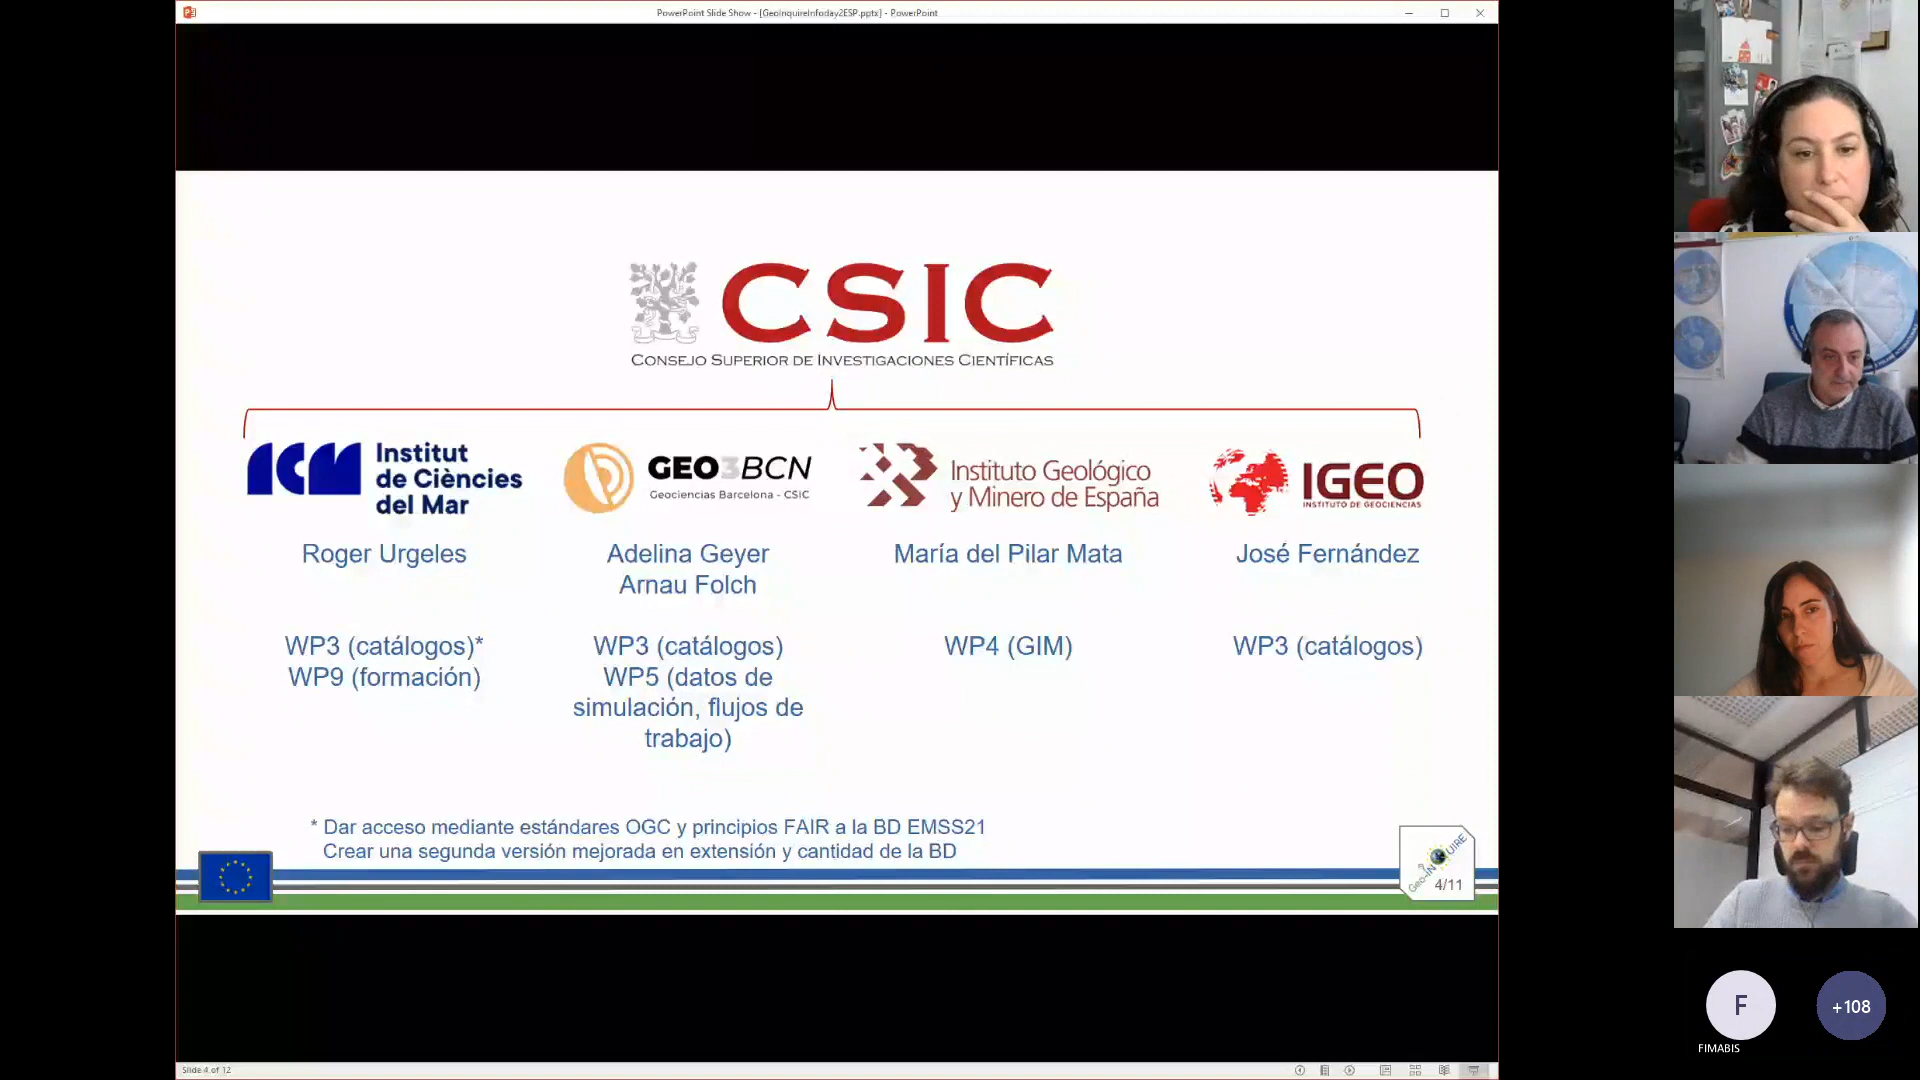 PowerPoint Slide Show - [GeoInquireInfoday2ESP.pptx] - PowerPoint
CSIC
CONSEJO SUPERIOR DE INVESTIGACIONES CIENTÍFICAS
ICM
Institut
de Ciències
del Mar
GEO3BCN
Geociencias Barcelona - CSIC
Instituto Geológico
y Minero de España
IGEO
INSTITUTO DE GEOCIENCIAS
Roger Urgeles
Adelina Geyer
Arnau Folch
María del Pilar Mata
José Fernández
WP3 (catálogos)*
WP9 (formación)
WP3 (catálogos)
WP5 (datos de
simulación, flujos de
trabajo)
WP4 (GIM)
WP3 (catálogos)
* Dar acceso mediante estándares OGC y principios FAIR a la BD EMSS21
Crear una segunda versión mejorada en extensión y cantidad de la BD
Geo-INQUIRE
4/11
Slide 4 of 12
F
FIMABIS
+108